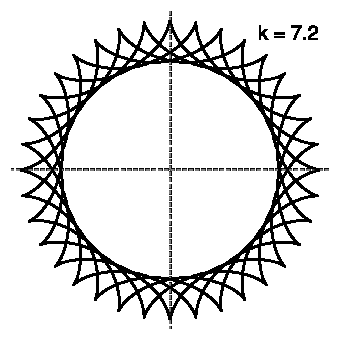 k = 7.2